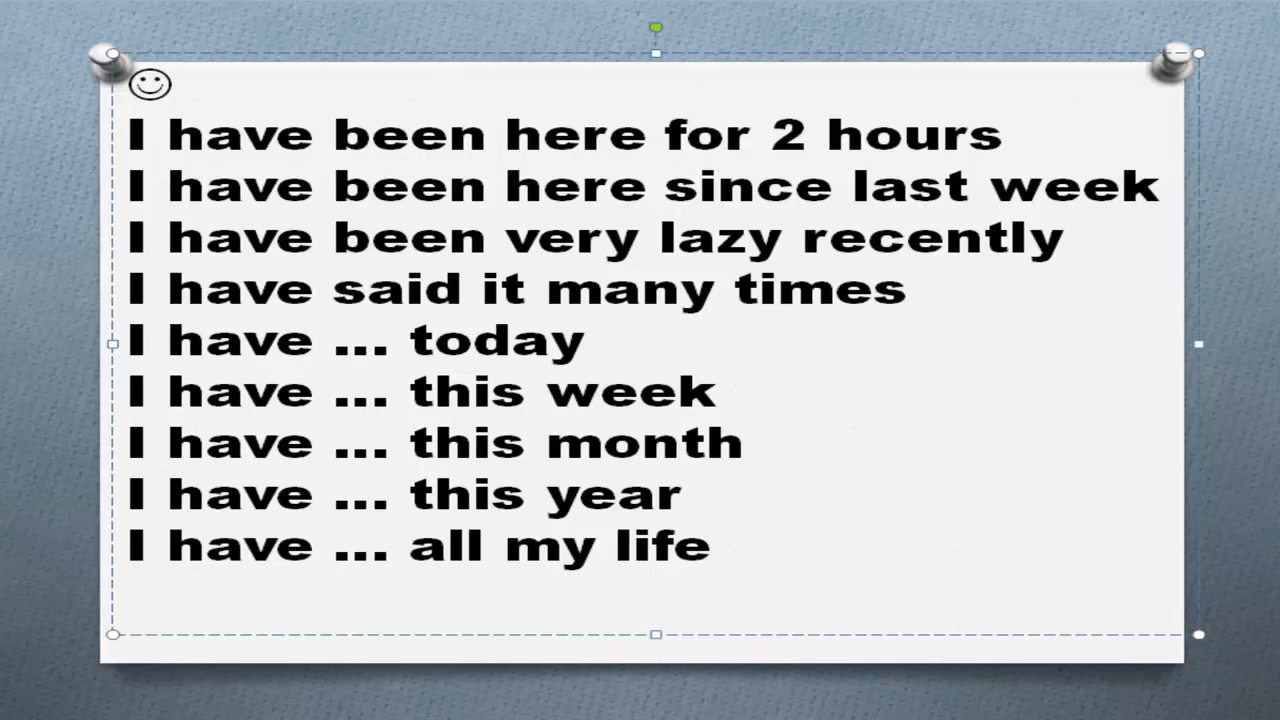 I have been here for 2 hours
I have been here since last week
I have been very lazy recently
I have said it many times
I have ... today
I have ... this week
I have ... this month
I have ... this year
I have ... all my life